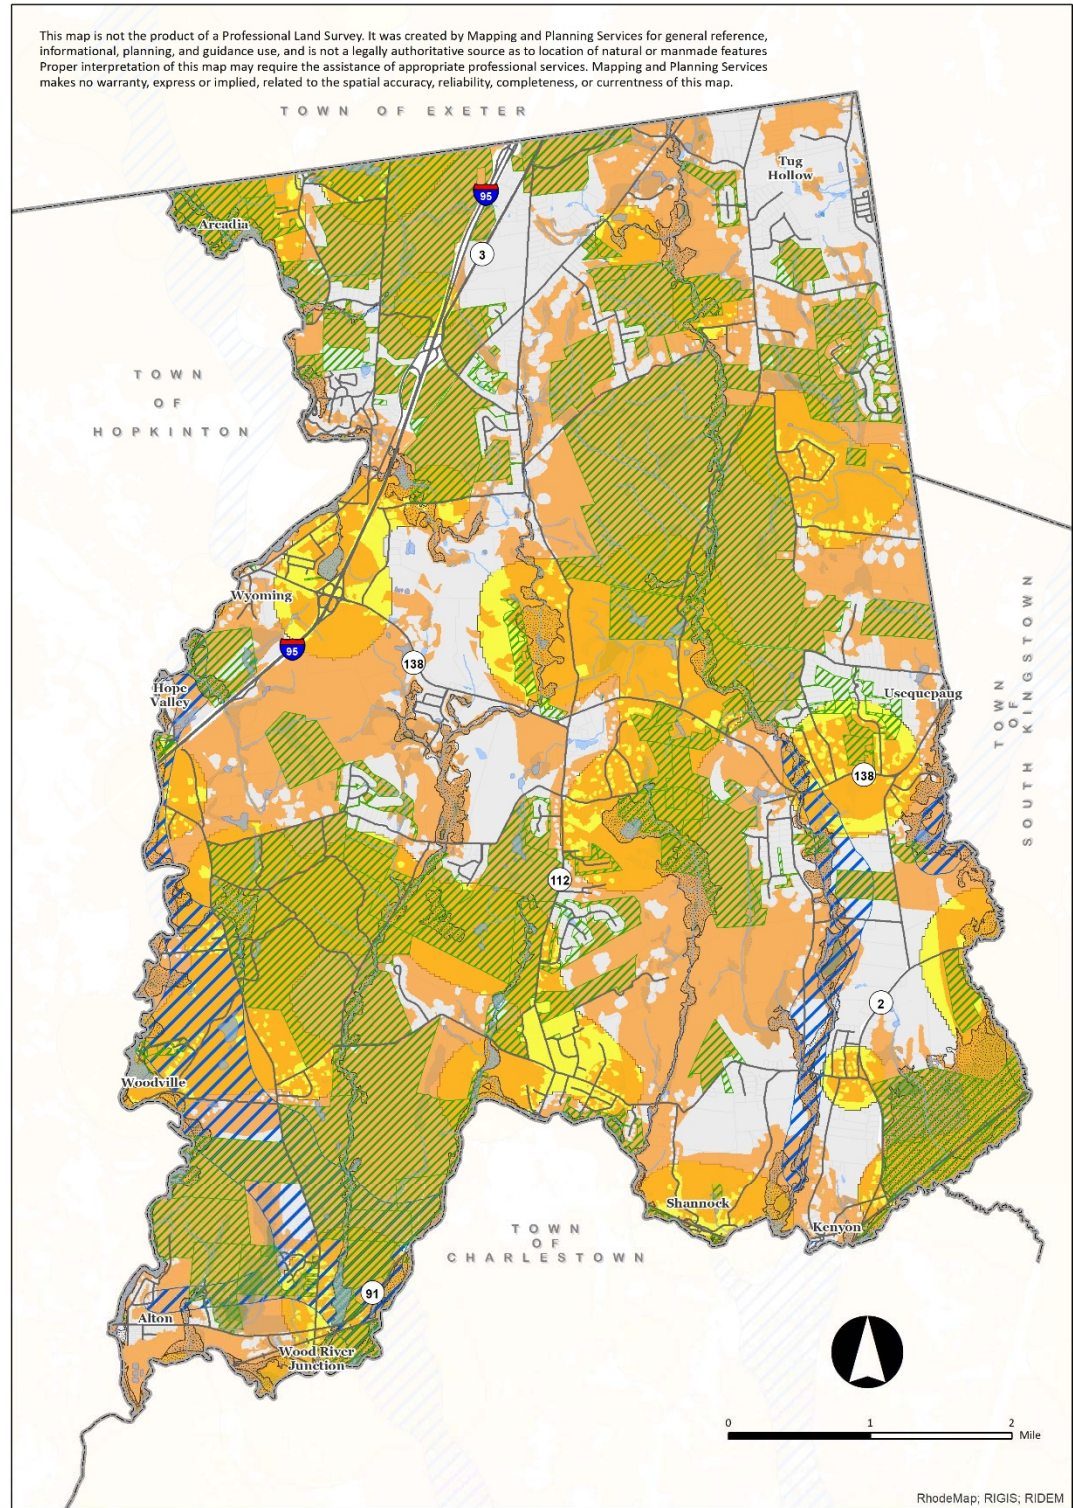 This map is not the product of a Professional Land Survey. It was created by Mapping and Planning Services for general reference,
informational, planning, and guidance use, and is not a legally authoritative source as to location of natural or manmade features
Proper interpretation of this map may require the assistance of appropriate professional services. Mapping and Planning Services
makes no warranty, express or implied, related to the spatial accuracy, reliability, completeness, or currentness of this map.
TOWN OF EXETER
Tug
Hollow
95
Arcadia
3
TOWN
OF
HOPKINTON
Wyoming
95
138
Hope
Valley
Usequepaug
TOWN
OF
SOUTH KINGSTOWN
138
112
2
Woodville
Shannock
Kenyon
TOWN
OF
CHARLESTOWN
91
Alton
Wood River
Junction
0 1 2
Mile
RhodeMap; RIGIS; RIDEM